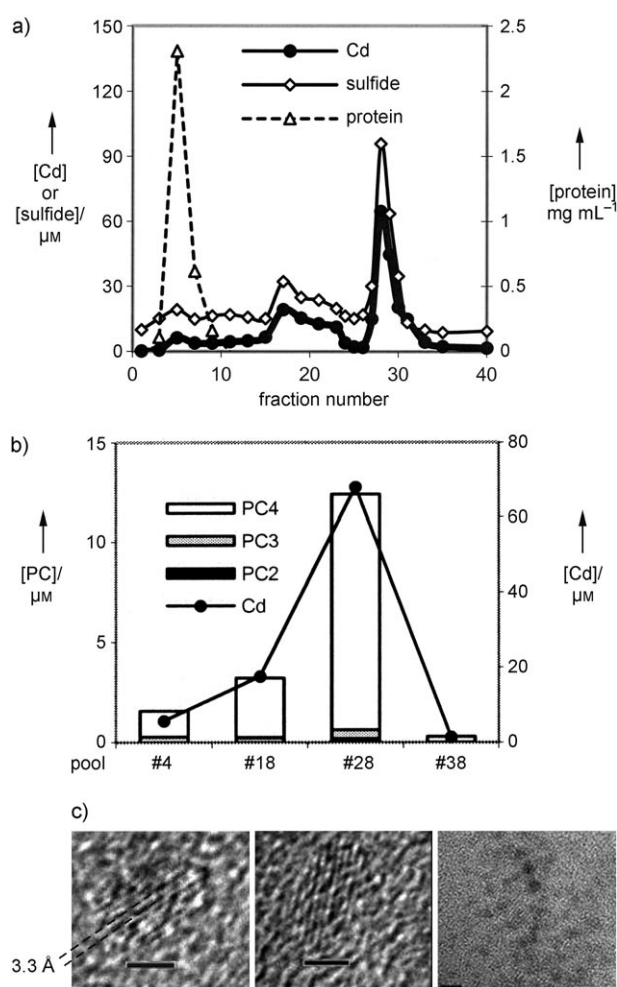 a)
150
120
90
60
30
0
[Cd]
or
[sulfide]/
μM
Cd
sulfide
protein
2.5
2
1.5
1
0.5
0
[protein]
mg mL⁻¹
0 10 20 30 40
fraction number
b)
15
10
5
0
[PC]/
μM
PC4
PC3
PC2
Cd
80
60
40
20
0
[Cd]/
μM
pool #4 #18 #28 #38
c)
3.3 Å